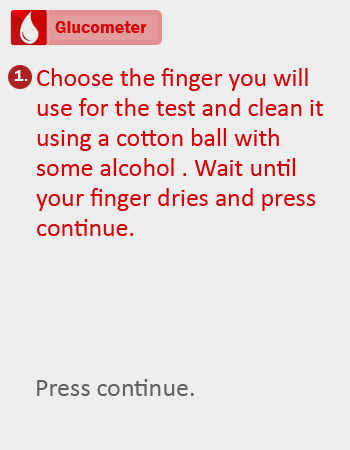 Glucometer
1. Choose the finger you will
use for the test and clean it
using a cotton ball with
some alcohol . Wait until
your finger dries and press
continue.
Press continue.